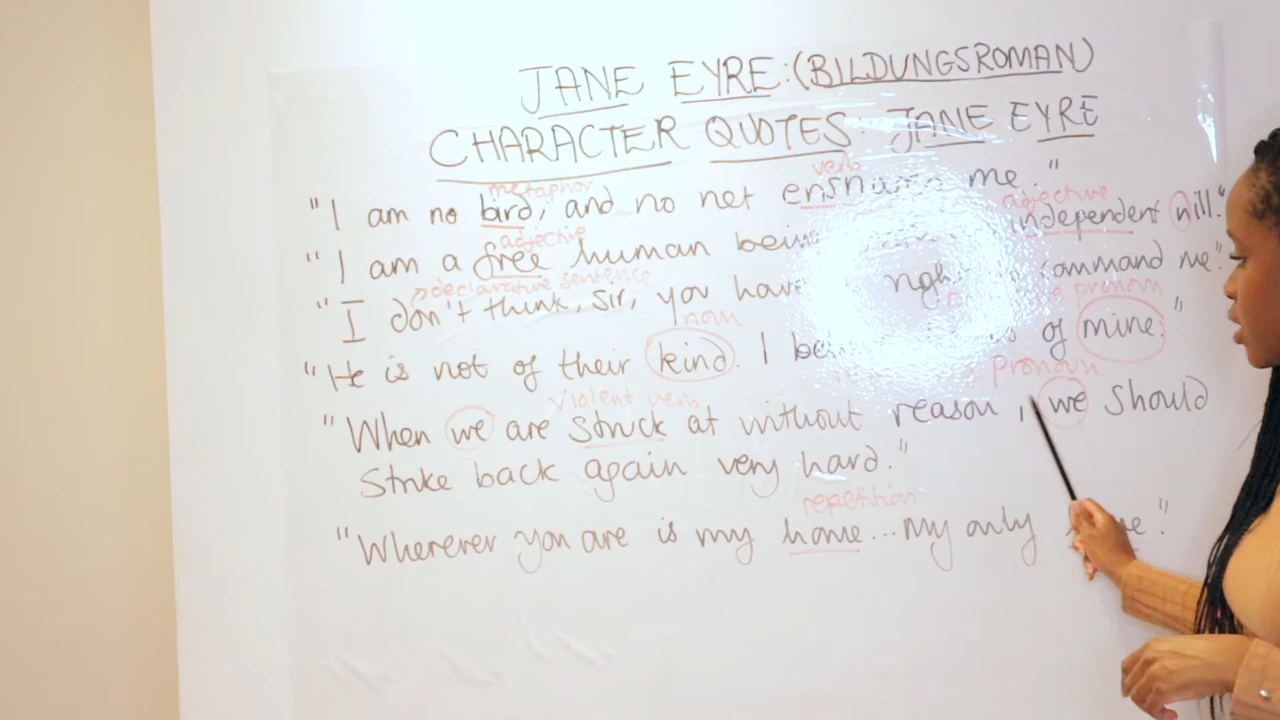 JANE EYRE: (BILDUNGSROMAN)
CHARACTER QUOTES: JANE EYRE
metaphor verb
"I am no bird, and no net ensnares me."
adjective adjective
"I am a free human being independent will."
declarative sentence
"I don't think, sir, you have right command me."
noun pronoun
"He is not of their kind. I of mine."
violent verb pronoun
"When we are struck at without reason, we should
strike back again very hard."
repetition
"Wherever you are is my home... my only